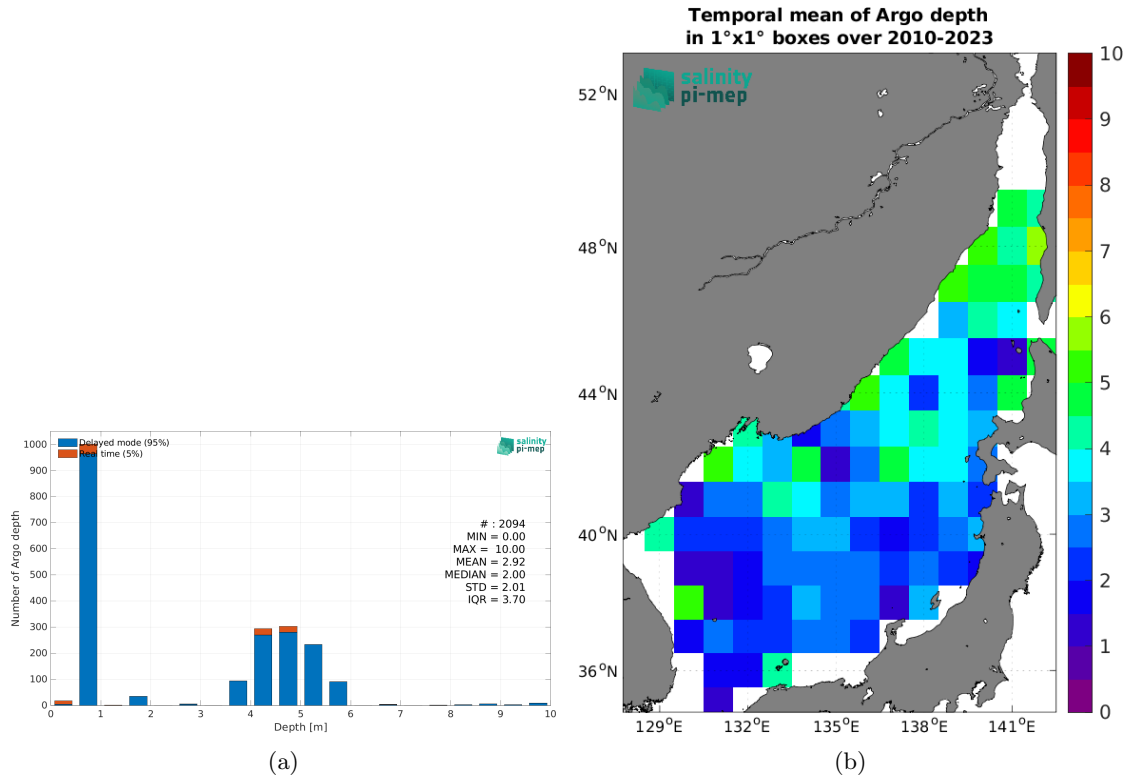 Temporal mean of Argo depth
in 1°x1° boxes over 2010-2023
salinity
pi-mep
52°N
48°N
44°N
40°N
36°N
129°E
132°E
135°E
138°E
141°E
10
9
8
7
6
5
4
3
2
1
0
Delayed mode (95%)
Real time (5%)
salinity
pi-mep
# : 2094
MIN = 0.00
MAX = 10.00
MEAN = 2.92
MEDIAN = 2.00
STD = 2.01
IQR = 3.70
Number of Argo depth
1000
900
800
700
600
500
400
300
200
100
0
0 1 2 3 4 5 6 7 8 9 10
Depth [m]
(a)
(b)